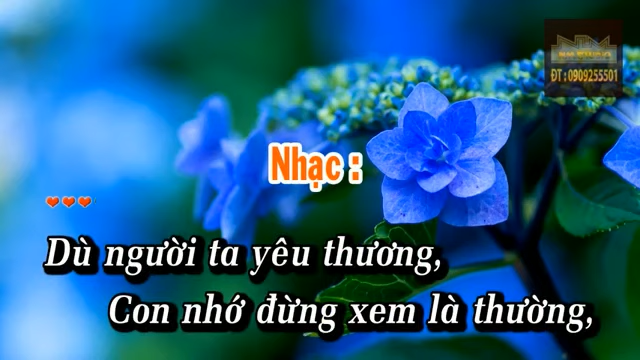 ĐT : 0909255501
Nhạc :
Dù người ta yêu thương,
Con nhớ đừng xem là thường,